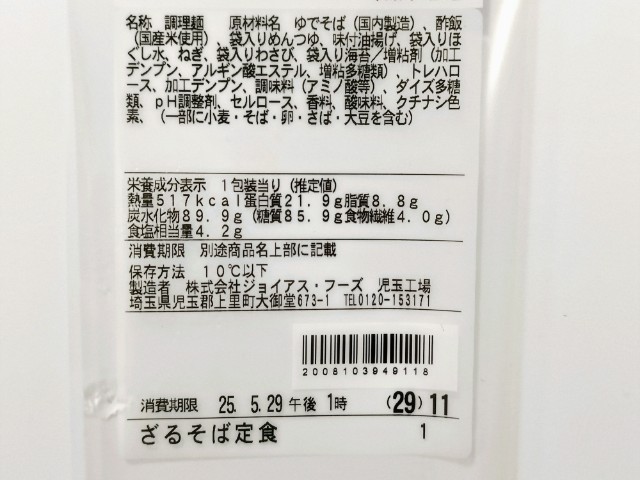 名称 調理麺 原材料名 ゆでそば(国内製造)、酢飯
(国産米使用)、袋入りめんつゆ、味付油揚げ、袋入りほ
ぐし水、ねぎ、袋入りわさび、袋入り海苔/増粘剤(加工
デンプン、アルギン酸エステル、増粘多糖類)、トレハロ
ース、加工デンプン、調味料(アミノ酸等)、ダイズ多糖
類、pH調整剤、セルロース、香料、酸味料、クチナシ色
素、(一部に小麦・そば・卵・さば・大豆を含む)
栄養成分表示 1包装当り(推定値)
熱量517kcal蛋白質21.9g脂質8.8g
炭水化物89.9g(糖質85.9g食物繊維4.0g)
食塩相当量4.2g
消費期限 別途商品名上部に記載
保存方法 10℃以下
製造者 株式会社ジョイアス・フーズ 児玉工場
埼玉県児玉郡上里町大御堂673-1 TEL0120-153171
2008103949118
消費期限 25. 5.29 午後 1時 (29)11
ざるそば定食 1